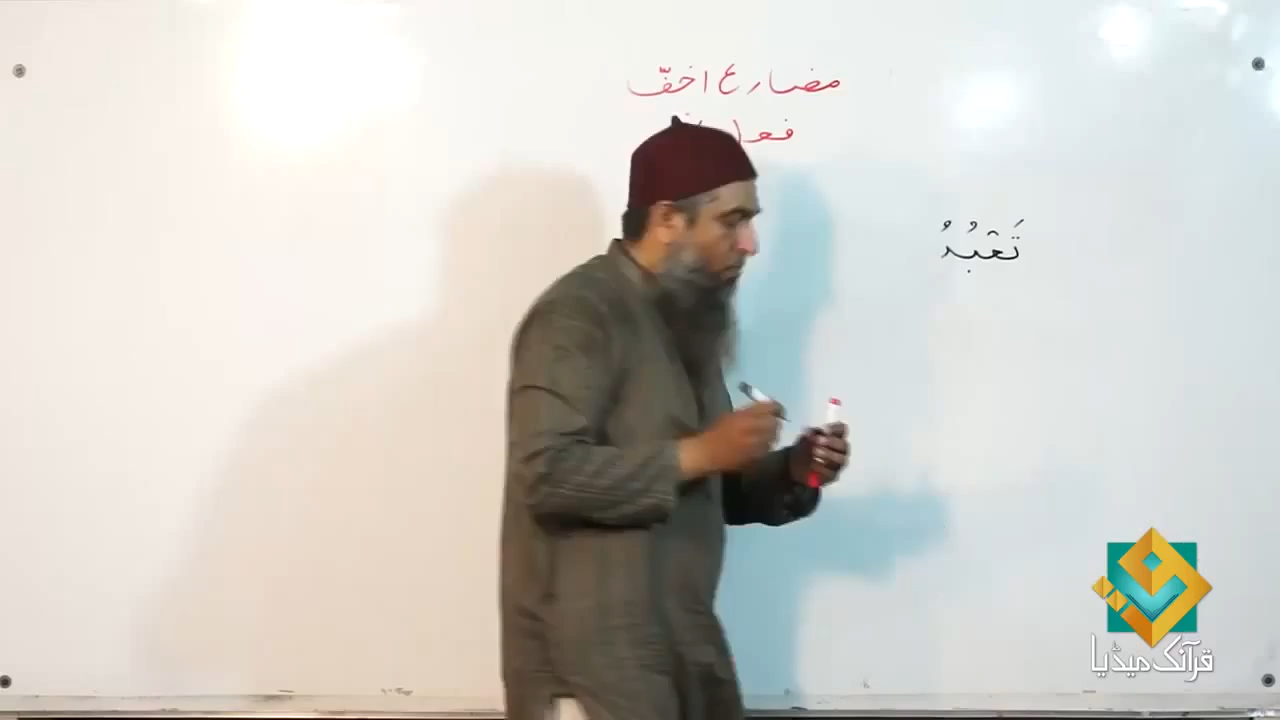 مضارع اخفّ
تَعْبُدُ
قرآنک میڈیا